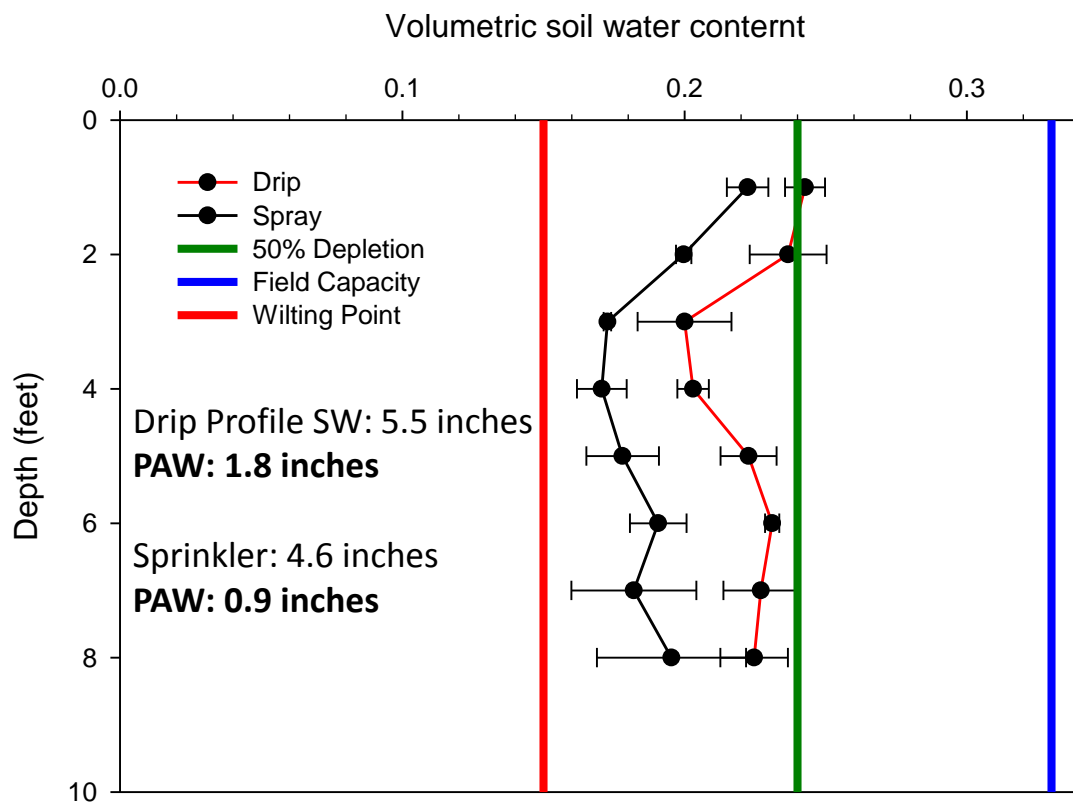 Volumetric soil water conternt
0.0 0.1 0.2 0.3
0
Drip
Spray
2
50% Depletion
Field Capacity
Wilting Point
Depth (feet)
4
Drip Profile SW: 5.5 inches
PAW: 1.8 inches
6
Sprinkler: 4.6 inches
PAW: 0.9 inches
8
10